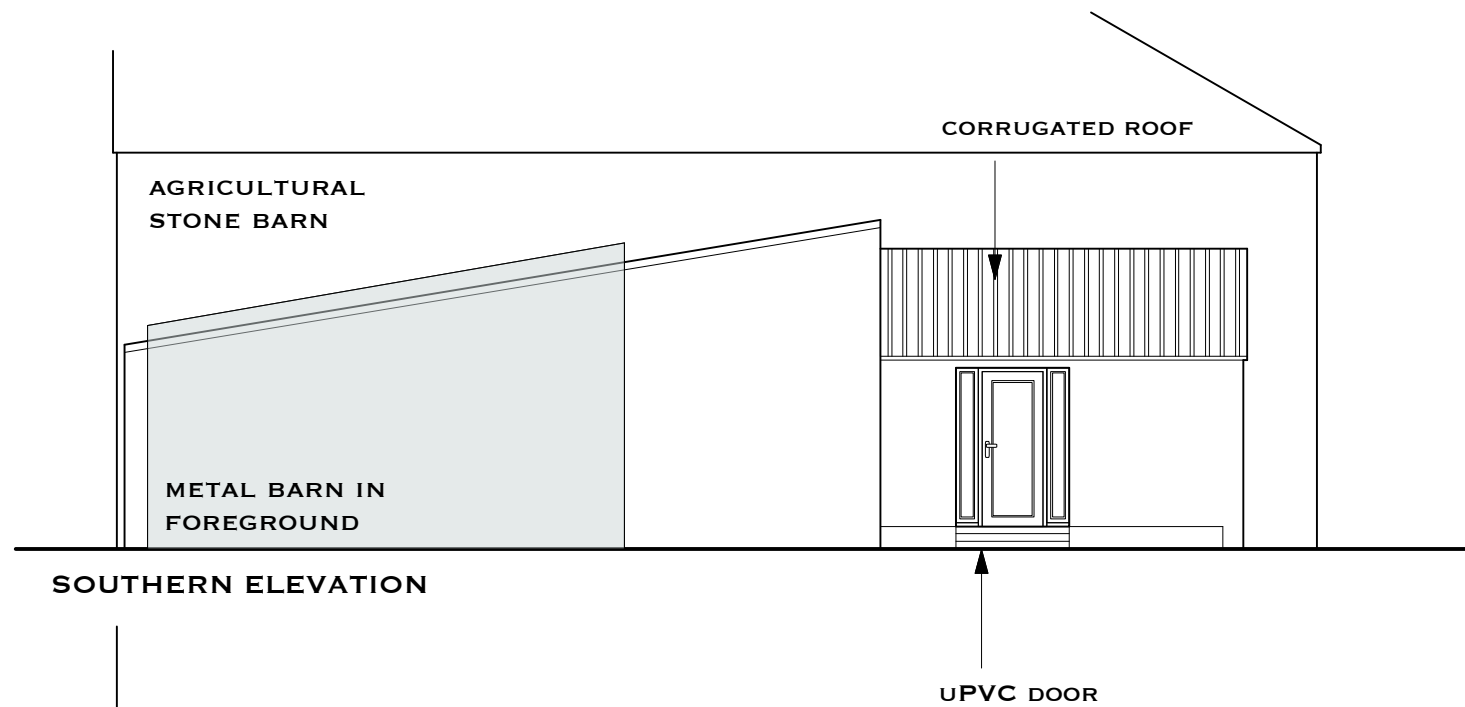 CORRUGATED ROOF
AGRICULTURAL
STONE BARN
METAL BARN IN
FOREGROUND
SOUTHERN ELEVATION
uPVC DOOR